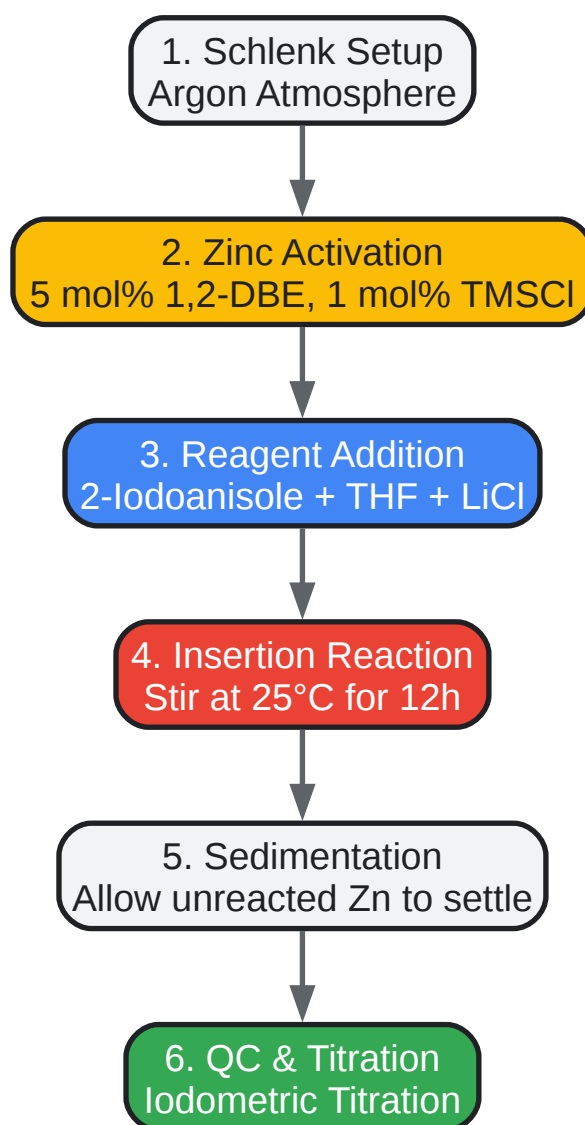 1. Schlenk Setup
Argon Atmosphere
2. Zinc Activation
5 mol% 1,2-DBE, 1 mol% TMSCl
3. Reagent Addition
2-Iodoanisole + THF + LiCl
4. Insertion Reaction
Stir at 25°C for 12h
5. Sedimentation
Allow unreacted Zn to settle
6. QC & Titration
Iodometric Titration